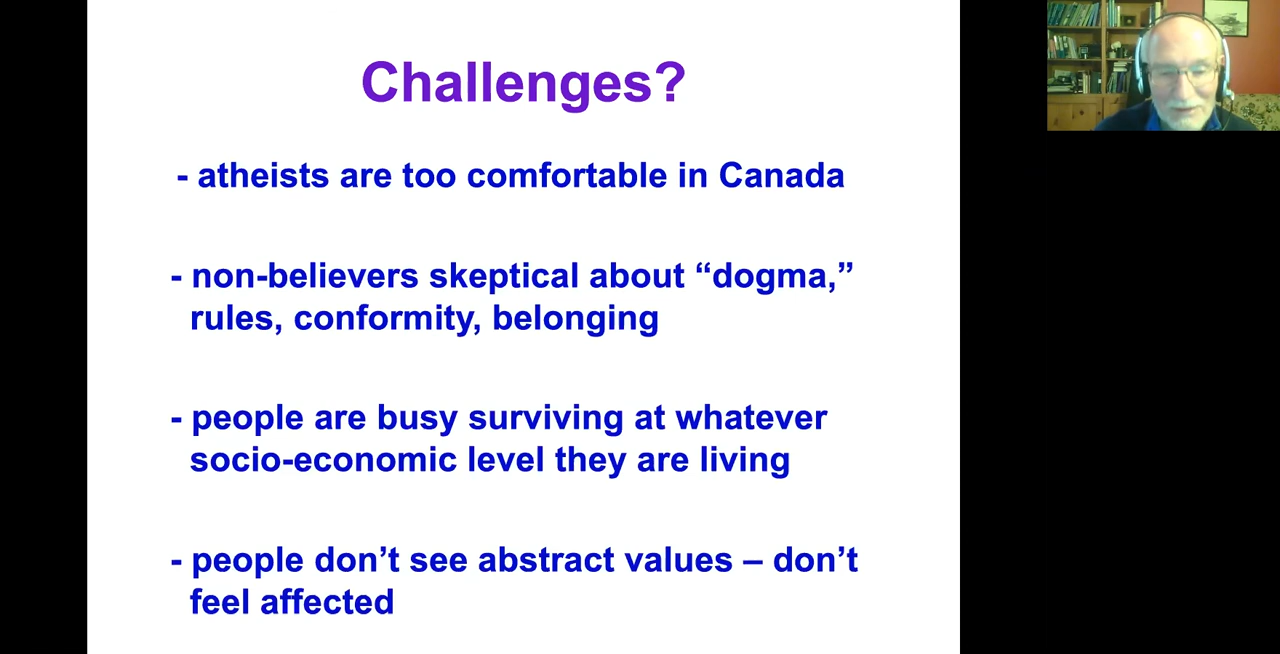 Challenges?
- atheists are too comfortable in Canada
- non-believers skeptical about “dogma,”
rules, conformity, belonging
- people are busy surviving at whatever
socio-economic level they are living
- people don’t see abstract values – don’t
feel affected